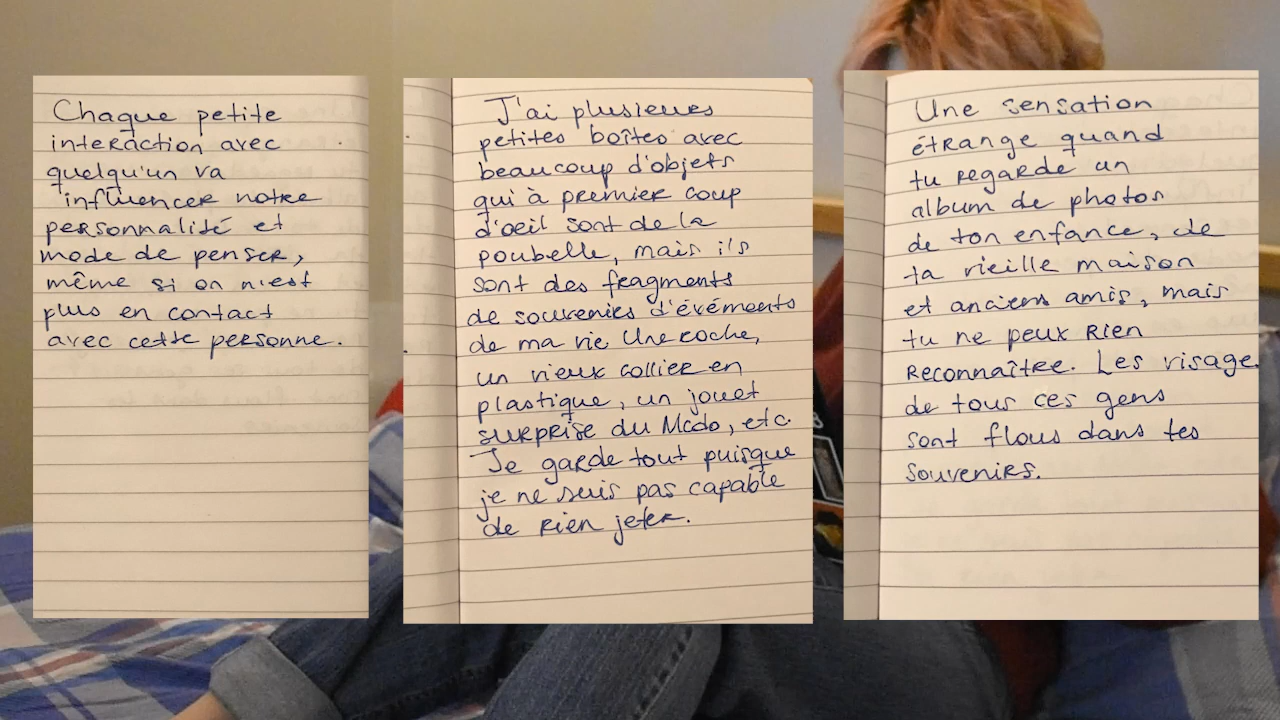 Chaque petite
interaction avec
quelqu'un va
influencer notre
personnalité et
mode de penser,
même si on n'est
plus en contact
avec cette personne.
J'ai plusieurs
petites boîtes avec
beaucoup d'objets
qui à premier coup
d'oeil sont de la
poubelle, mais ils
sont des fragments
de souvenirs d'évéments
de ma vie Une roche,
un vieux collier en
plastique, un jouet
surprise du Mcdo, etc.
Je garde tout puisque
je ne suis pas capable
de rien jeter.
Une sensation
étrange quand
tu regarde un
album de photos
de ton enfance, de
ta vieille maison
et anciens amis, mais
tu ne peux rien
reconnaître. Les visage
de tous ces gens
sont flous dans tes
souvenirs.